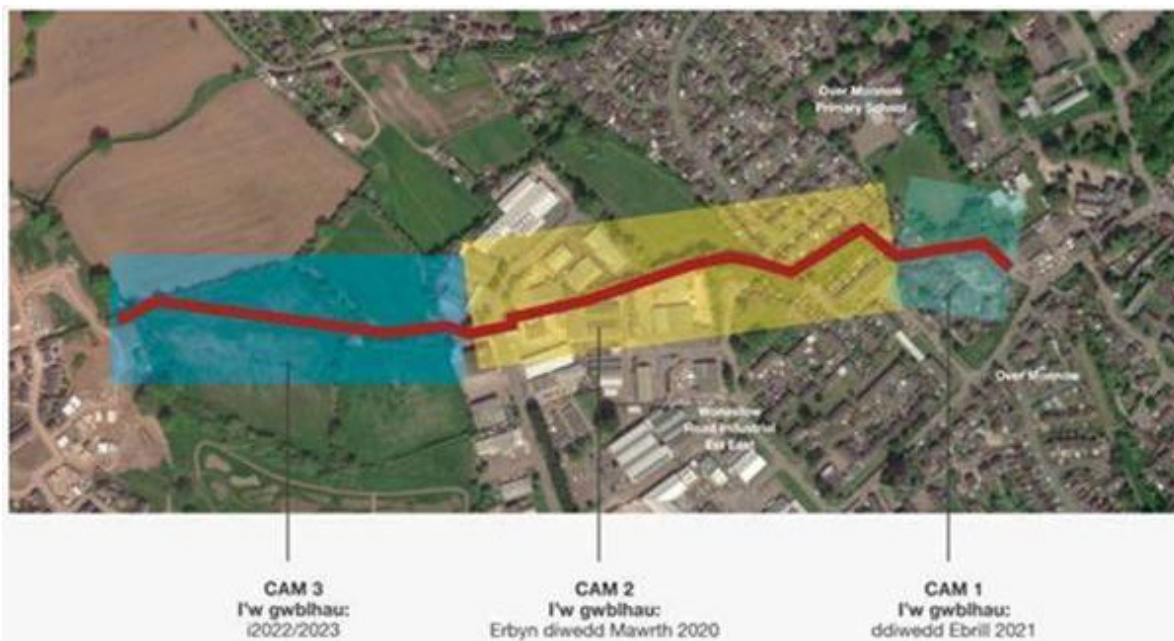 Over Monnow
Primary School
Over Monnow
Wonastow
Road Industrial
Est East
CAM 3
I'w gwblhau:
i2022/2023
CAM 2
I'w gwblhau:
Erbyn diwedd Mawrth 2020
CAM 1
I'w gwblhau:
ddiwedd Ebrill 2021